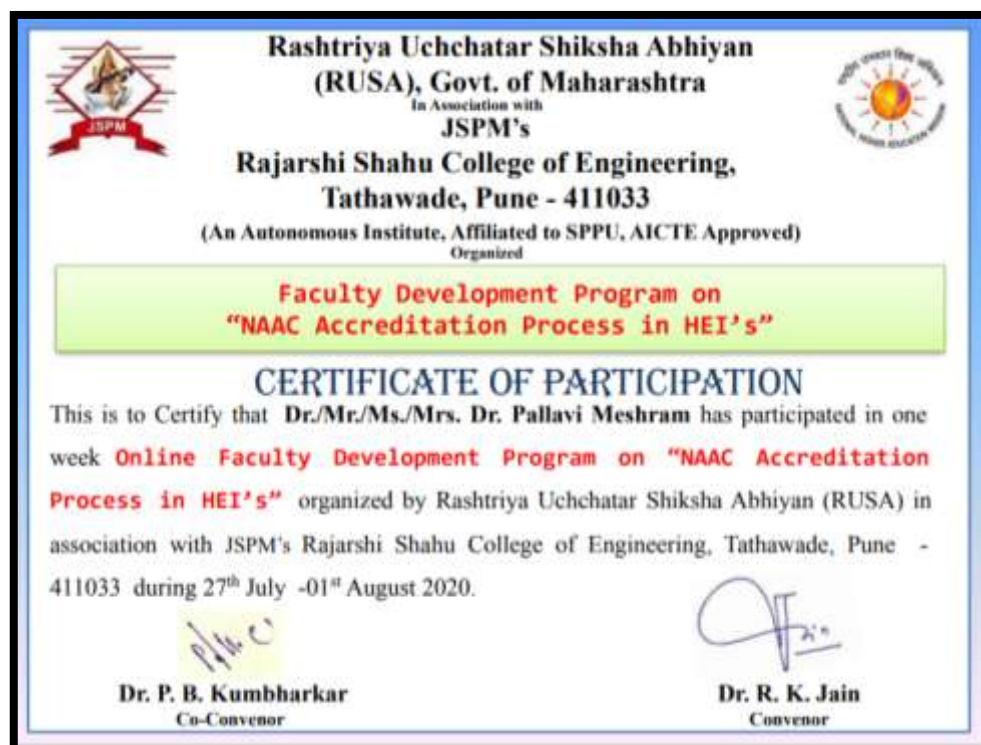 Rashtriya Uchchatar Shiksha Abhiyan
(RUSA), Govt. of Maharashtra
In Association with
JSPM's
JSPM
Rajarshi Shahu College of Engineering,
Tathawade, Pune - 411033
(An Autonomous Institute, Affiliated to SPPU, AICTE Approved)
Organized
Faculty Development Program on
“NAAC Accreditation Process in HEI’s”
CERTIFICATE OF PARTICIPATION
This is to Certify that Dr./Mr./Ms./Mrs. Dr. Pallavi Meshram has participated in one
week Online Faculty Development Program on “NAAC Accreditation
Process in HEI’s” organized by Rashtriya Uchchatar Shiksha Abhiyan (RUSA) in
association with JSPM's Rajarshi Shahu College of Engineering, Tathawade, Pune -
411033 during 27th July -01st August 2020.
Jain
Dr. P. B. Kumbharkar
Co-Convenor
Dr. R. K. Jain
Convenor